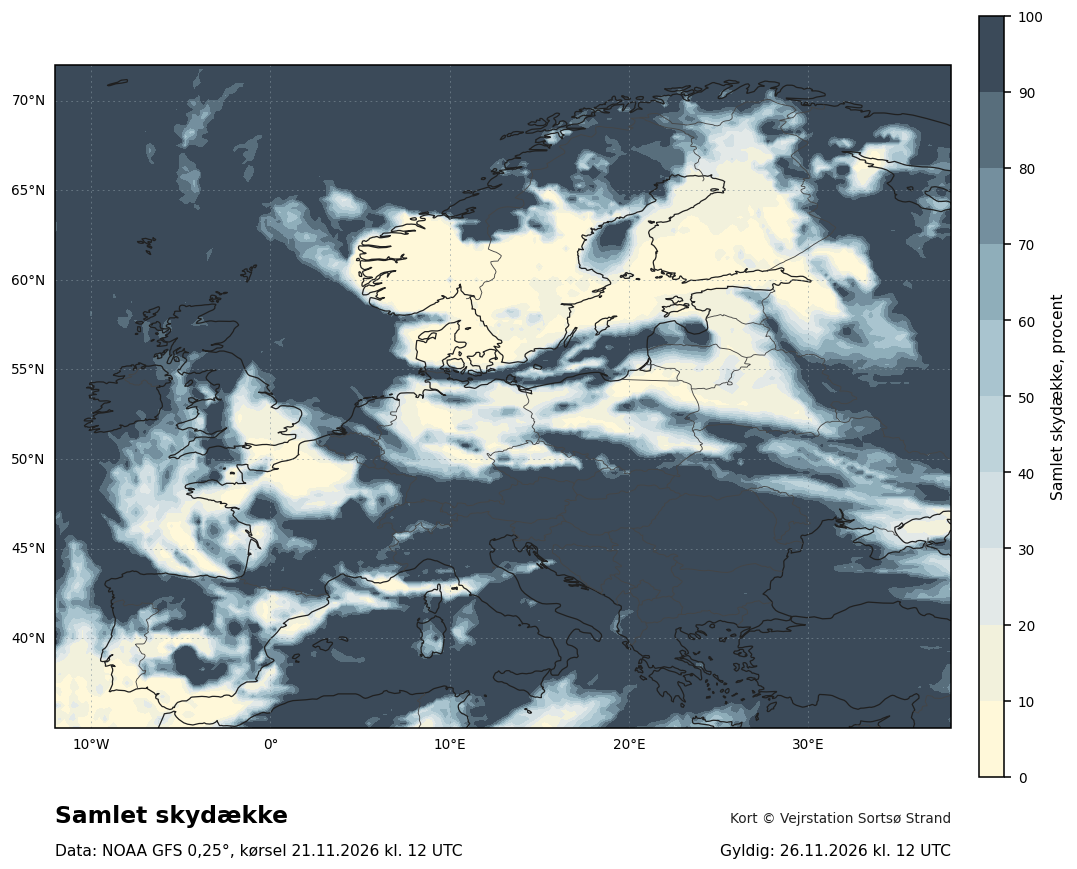 100
90
80
70
60
50
40
30
20
10
0
Samlet skydække, procent
70°N
65°N
60°N
55°N
50°N
45°N
40°N
10°W
0°
10°E
20°E
30°E
Samlet skydække
Kort © Vejrstation Sortsø Strand
Data: NOAA GFS 0,25°, kørsel 21.11.2026 kl. 12 UTC
Gyldig: 26.11.2026 kl. 12 UTC